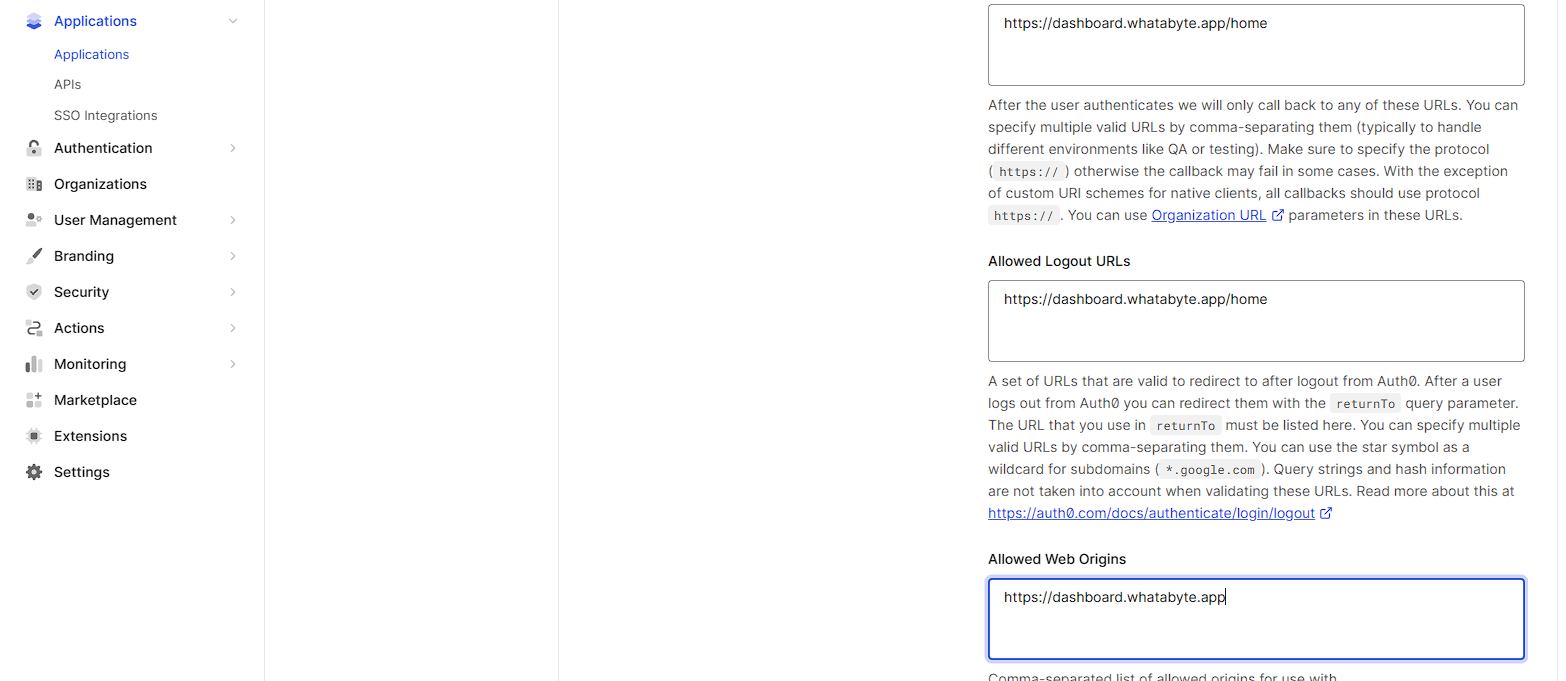 Applications
Applications
APIs
SSO Integrations
Authentication
Organizations
User Management
Branding
Security
Actions
Monitoring
Marketplace
Extensions
Settings
https://dashboard.whatabyte.app/home
After the user authenticates we will only call back to any of these URLs. You can
specify multiple valid URLs by comma-separating them (typically to handle
different environments like QA or testing). Make sure to specify the protocol
( https:// ) otherwise the callback may fail in some cases. With the exception
of custom URI schemes for native clients, all callbacks should use protocol
https:// . You can use Organization URL parameters in these URLs.
Allowed Logout URLs
https://dashboard.whatabyte.app/home
A set of URLs that are valid to redirect to after logout from Auth0. After a user
logs out from Auth0 you can redirect them with the returnTo query parameter.
The URL that you use in returnTo must be listed here. You can specify multiple
valid URLs by comma-separating them. You can use the star symbol as a
wildcard for subdomains ( *.google.com ). Query strings and hash information
are not taken into account when validating these URLs. Read more about this at
https://auth0.com/docs/authenticate/login/logout
Allowed Web Origins
https://dashboard.whatabyte.app
Comma-separated list of allowed origins for use with